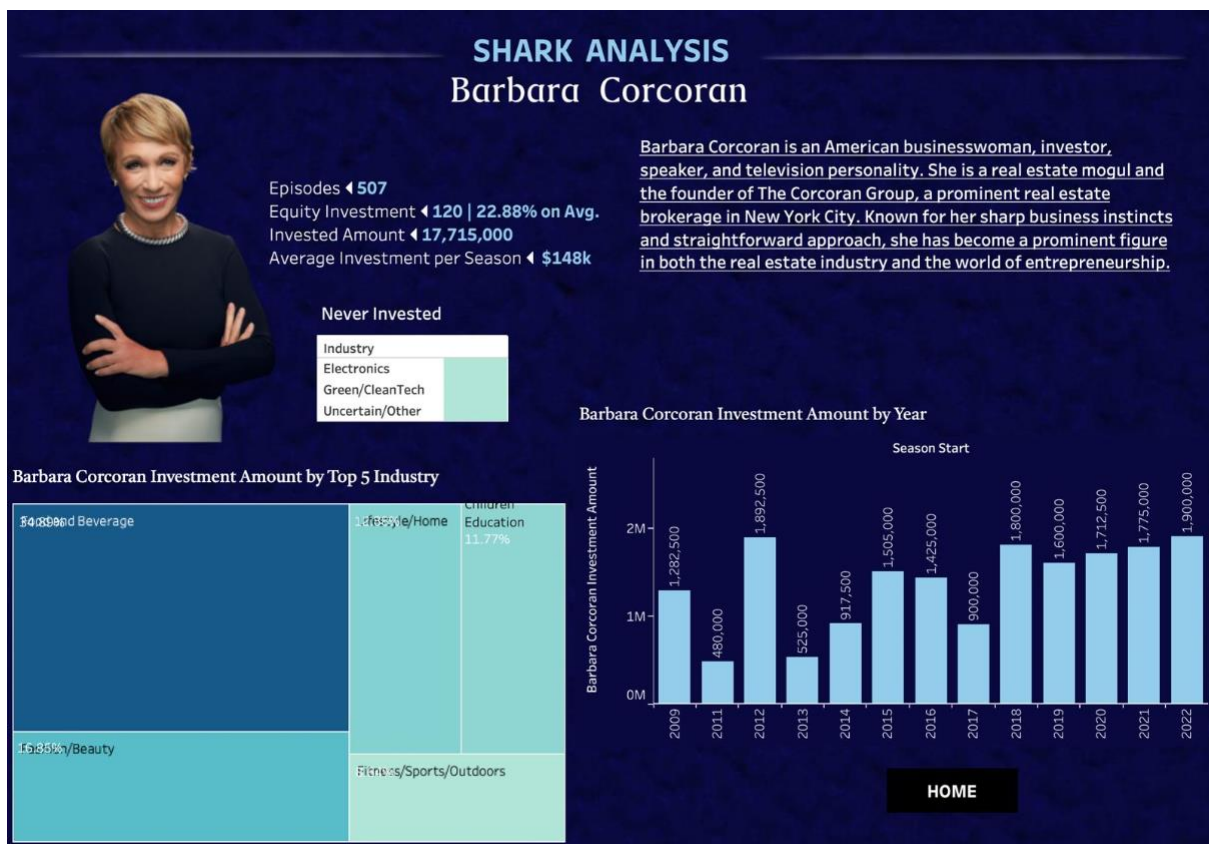 SHARK ANALYSIS
Barbara Corcoran
Episodes 507
Equity Investment 120 | 22.88% on Avg.
Invested Amount 17,715,000
Average Investment per Season $148k
Barbara Corcoran is an American businesswoman, investor,
speaker, and television personality. She is a real estate mogul and
the founder of The Corcoran Group, a prominent real estate
brokerage in New York City. Known for her sharp business instincts
and straightforward approach, she has become a prominent figure
in both the real estate industry and the world of entrepreneurship.
Never Invested
Industry
Electronics
Green/CleanTech
Uncertain/Other
Barbara Corcoran Investment Amount by Top 5 Industry
and Beverage
/Beauty
/Home
Children
Education
11.77%
Fitness/Sports/Outdoors
Barbara Corcoran Investment Amount by Year
Season Start
Barbara Corcoran Investment Amount
2M
1M
0M
1,282,500
480,000
1,892,500
525,000
917,500
1,505,000
1,425,000
900,000
1,800,000
1,600,000
1,712,500
1,775,000
1,900,000
2009
2011
2012
2013
2014
2015
2016
2017
2018
2019
2020
2021
2022
HOME